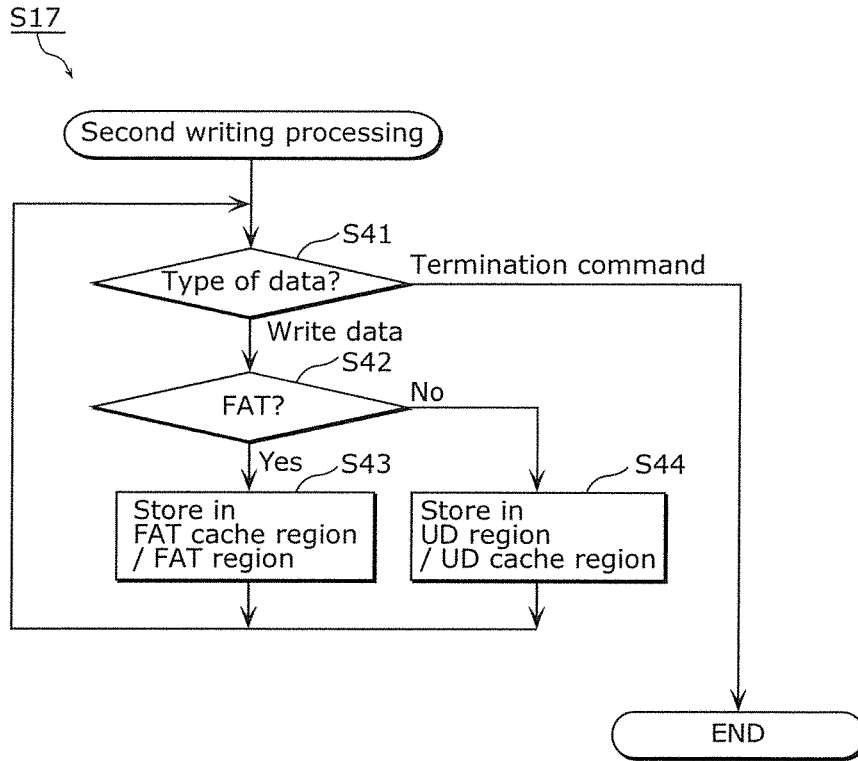 S17
Second writing processing
S41
Type of data?
Termination command
Write data
S42
FAT?
No
Yes
S43
S44
Store in
FAT cache region
/ FAT region
Store in
UD region
/ UD cache region
END